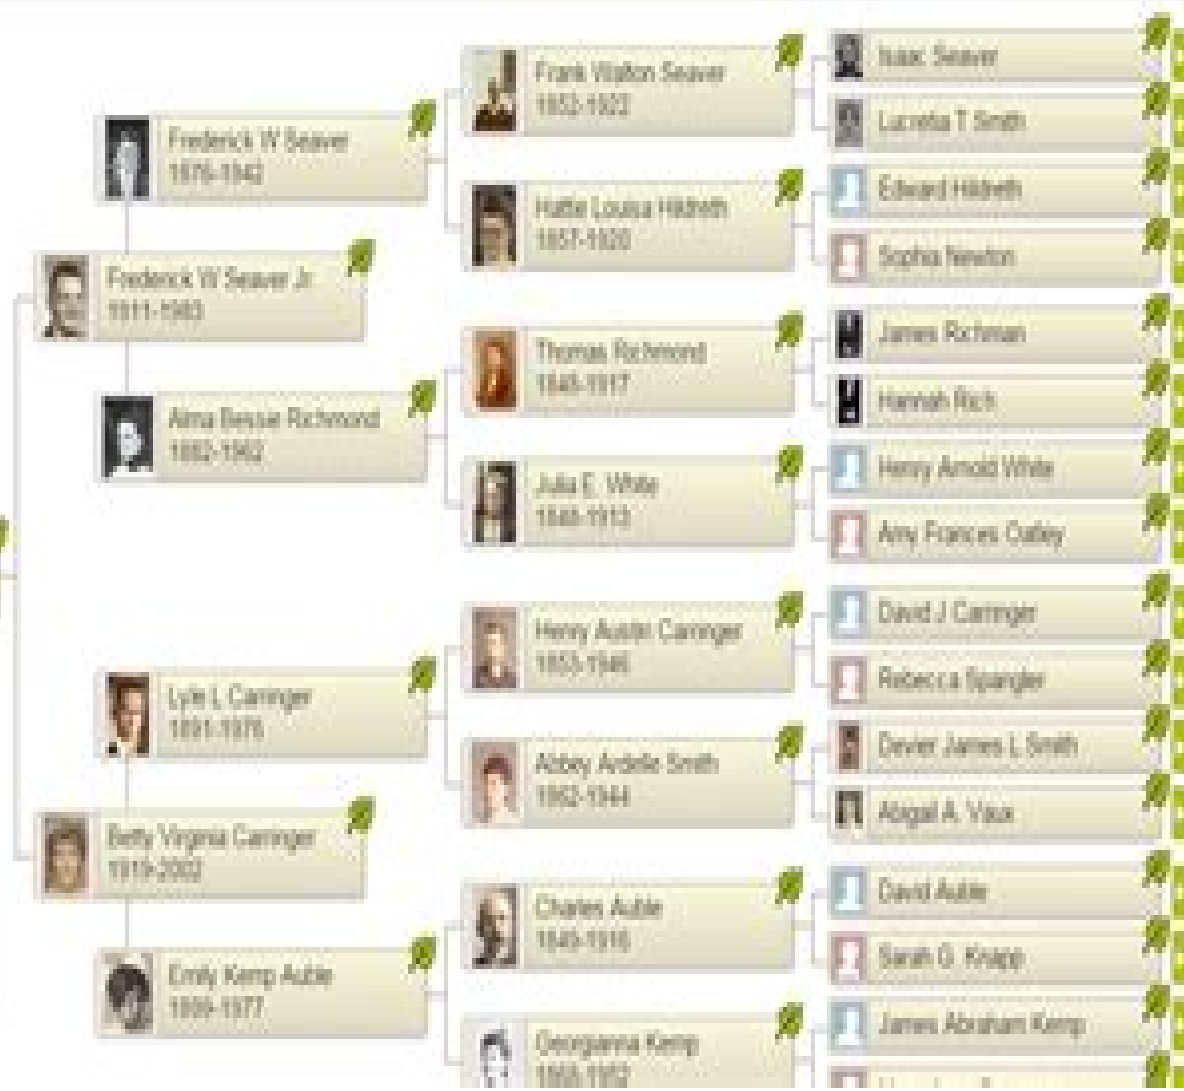 Frederick W Seaver
1876-1942
Frederick W Seaver Jr.
1911-1983
Alma Bessie Richmond
1882-1962
Lyle L Carringer
1891-1976
Betty Virginia Carringer
1919-2002
Emily Kemp Auble
1899-1977
Frank Walton Seaver
1852-1922
Hattie Louisa Hildreth
1857-1920
Thomas Richmond
1848-1917
Julia E. White
1848-1913
Henry Austin Carringer
1853-1946
Abbey Ardelle Smith
1862-1944
Charles Auble
1849-1916
Georgianna Kemp
1868-1952
Isaac Seaver
Lucretia T Smith
Edward Hildreth
Sophia Newton
James Richman
Hannah Rich
Henry Arnold White
Amy Frances Oatley
David J Carringer
Rebecca Spangler
Devier James L Smith
Abigail A. Vaux
David Auble
Sarah G. Knapp
James Abraham Kemp